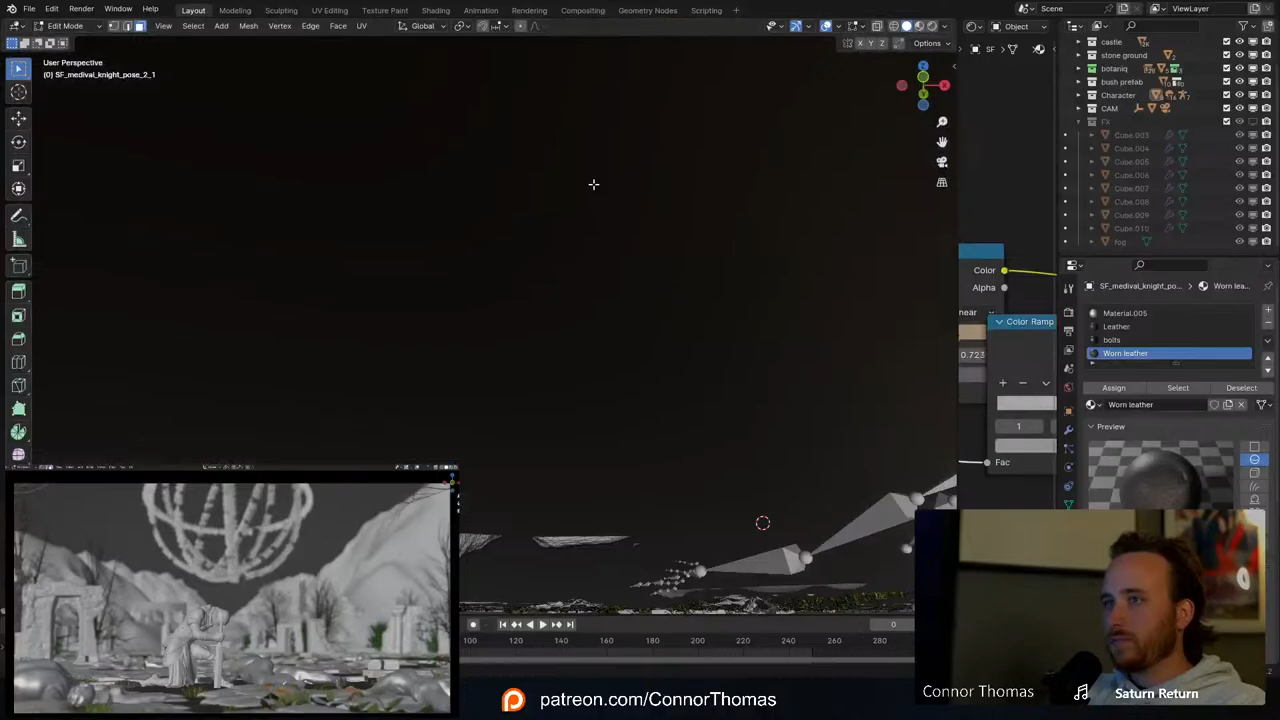 File Edit Render Window Help Layout Modeling Sculpting UV Editing Texture Paint Shading Animation Rendering Compositing Geometry Nodes Scripting Scene ViewLayer
Edit Mode View Select Add Mesh Vertex Edge Face UV Global Object
X Y Z Options SF
User Perspective
(0) SF_medival_knight_pose_2_1
castle
stone ground
botaniq
bush prefab
Character
CAM
FX
Cube.003
Cube.004
Cube.005
Cube.006
Cube.007
Cube.008
Cube.009
Cube.010
fog
Color
Alpha
near
Color Ramp
0.723
1
Fac
SF_medival_knight_po... Worn lea...
Material.005
Leather
bolts
Worn leather
Assign Select Deselect
Worn leather
Preview
0
100 120 140 160 180 200 220 240 260 280
patreon.com/ConnorThomas
Connor Thomas Saturn Return